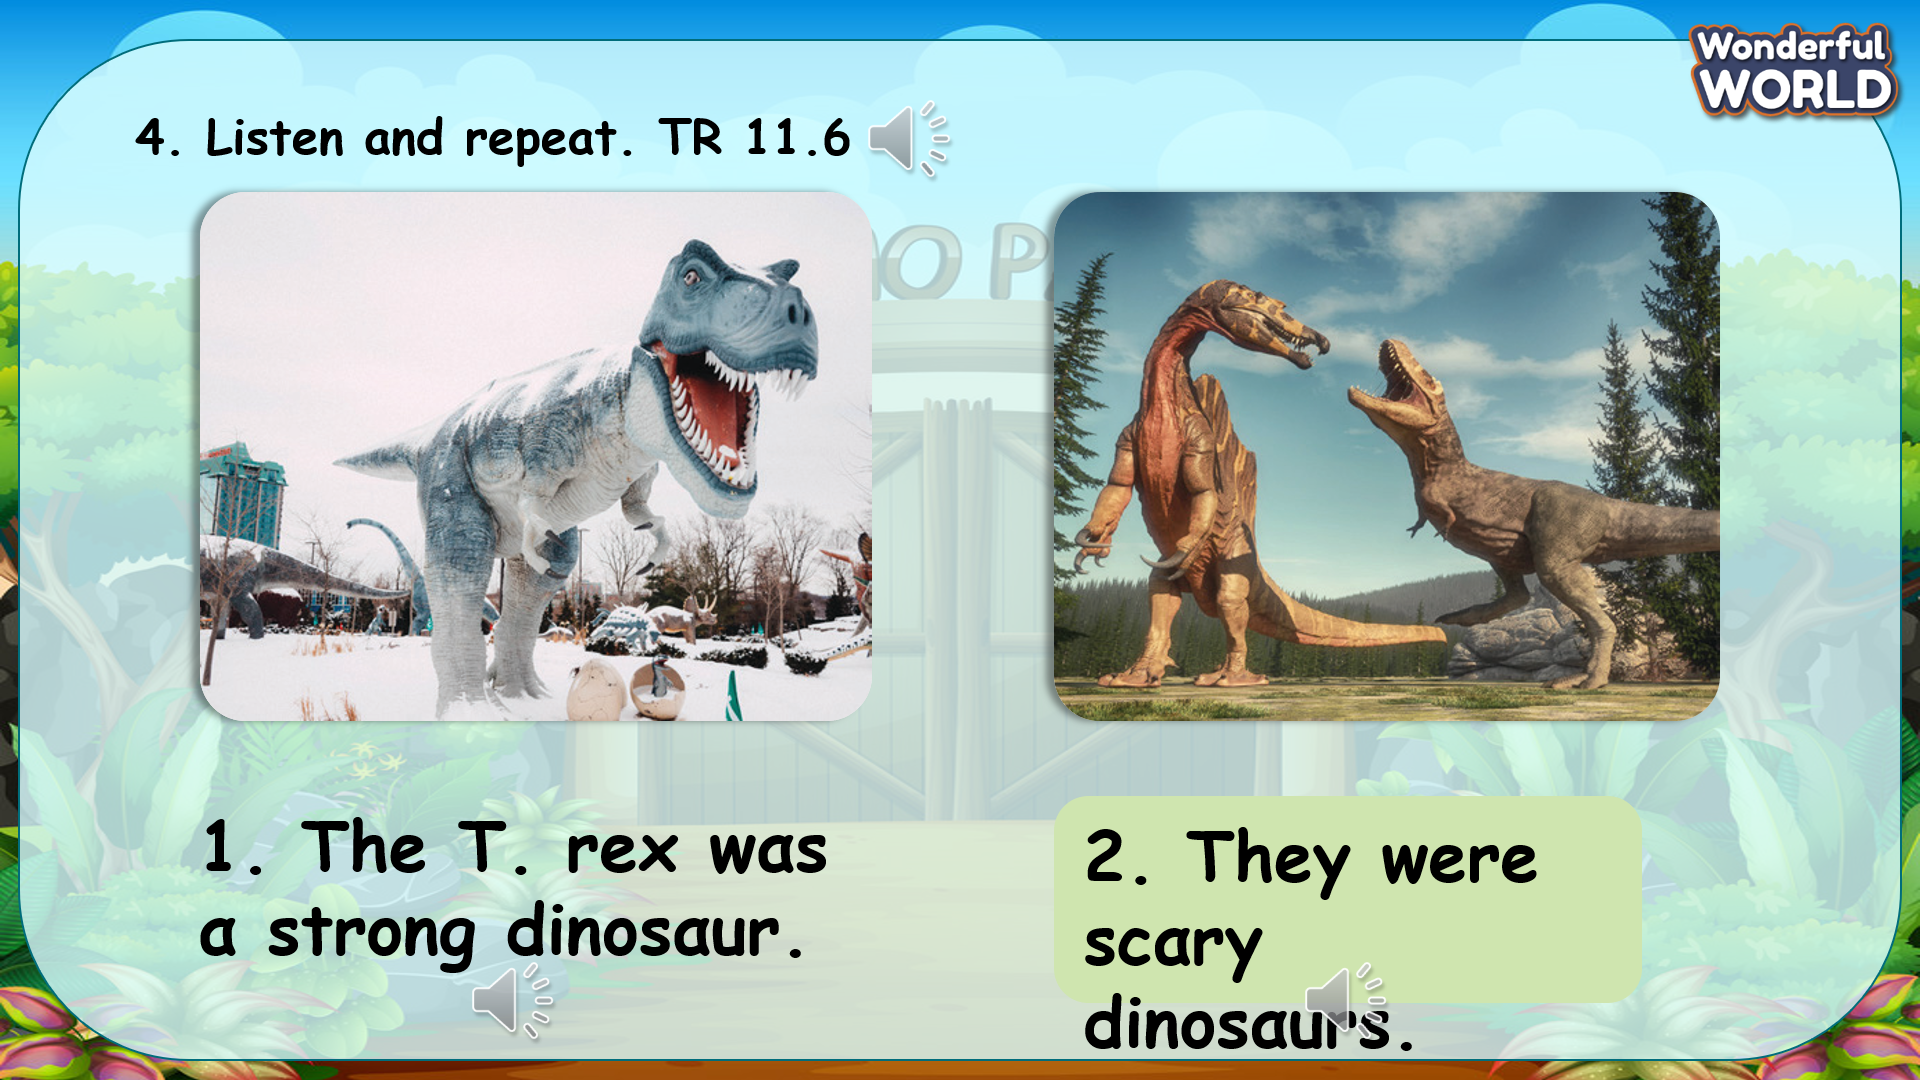 Wonderful
WORLD
4. Listen and repeat. TR 11.6
1. The T. rex was
a strong dinosaur.
2. They were
scary
dinosaurs.